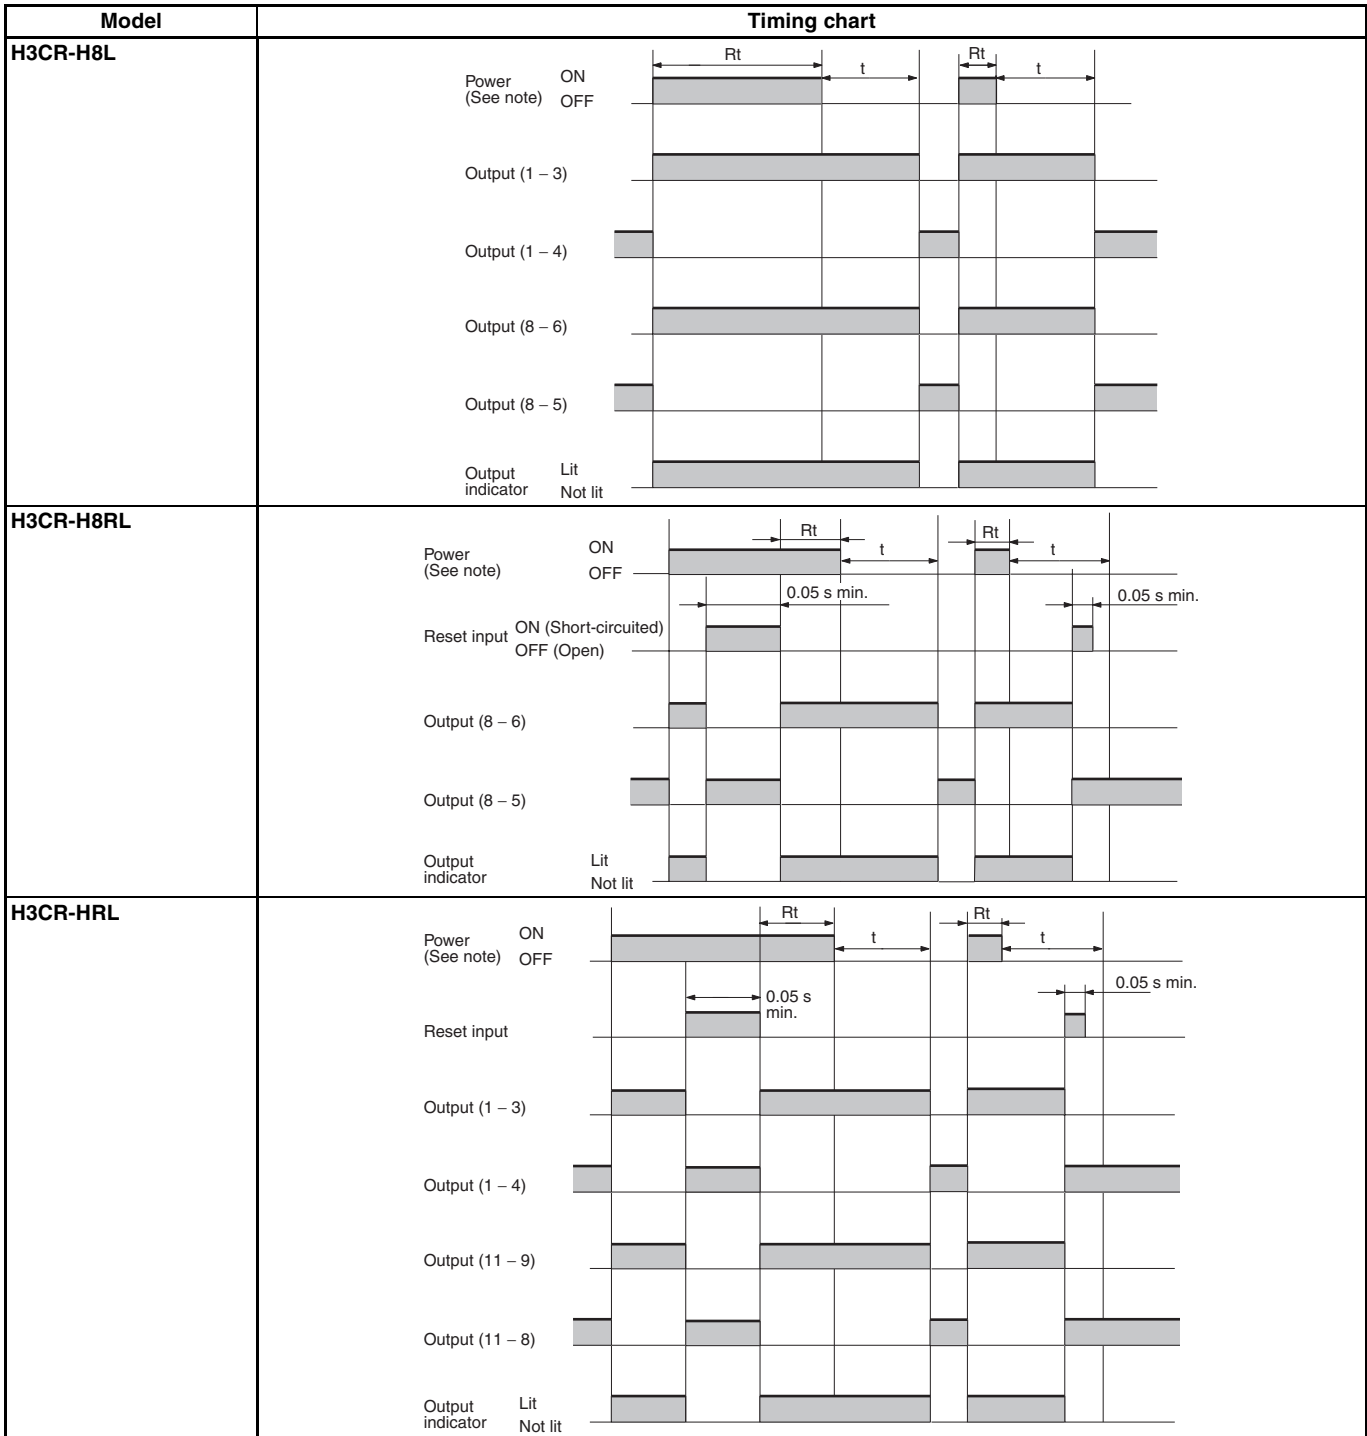 Model Timing chart
H3CR-H8L
Rt Rt
t t
Power
(See note)
ON
OFF
Output (1 − 3)
Output (1 − 4)
Output (8 − 6)
Output (8 − 5)
Output
indicator
Lit
Not lit
H3CR-H8RL
Rt Rt
t t
Power
(See note)
ON
OFF
0.05 s min. 0.05 s min.
Reset input
ON (Short-circuited)
OFF (Open)
Output (8 − 6)
Output (8 − 5)
Output
indicator
Lit
Not lit
H3CR-HRL
Rt Rt
t t
Power
(See note)
ON
OFF
0.05 s
min.
0.05 s min.
Reset input
Output (1 − 3)
Output (1 − 4)
Output (11 − 9)
Output (11 − 8)
Output
indicator
Lit
Not lit